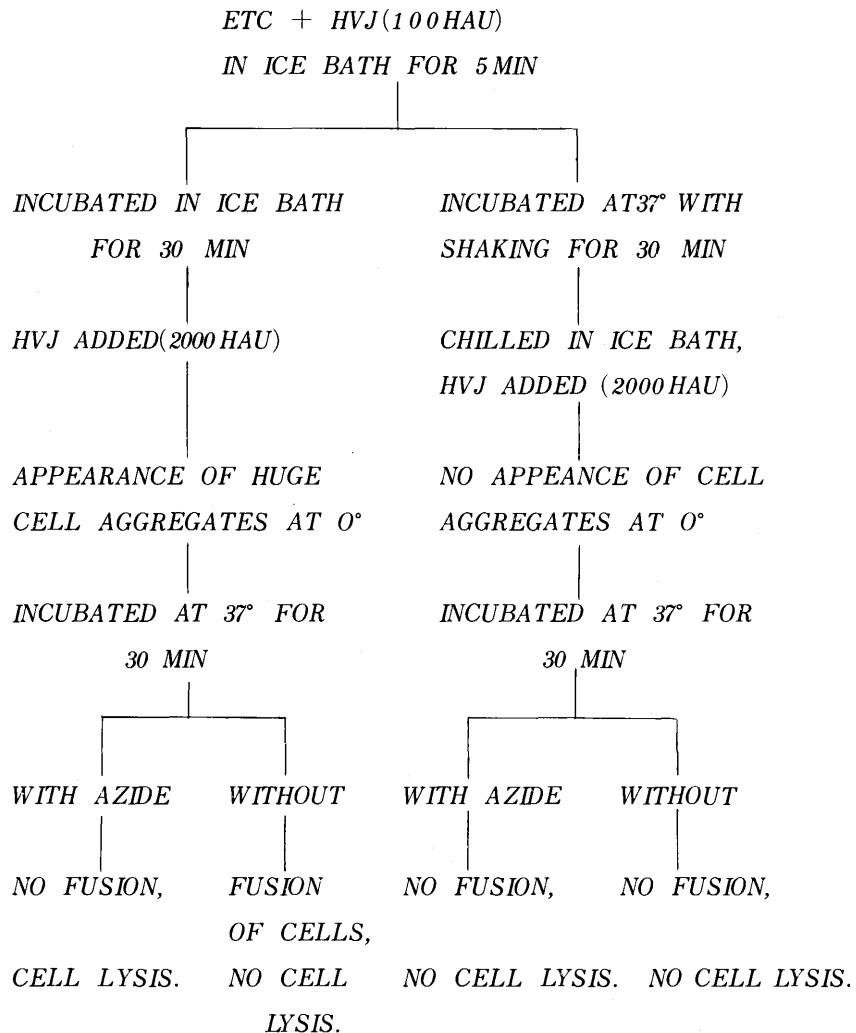 ETC + HVJ(100HAU)
IN ICE BATH FOR 5MIN
INCUBATED IN ICE BATH
FOR 30 MIN
INCUBATED AT37° WITH
SHAKING FOR 30 MIN
HVJ ADDED(2000HAU)
CHILLED IN ICE BATH,
HVJ ADDED (2000HAU)
APPEARANCE OF HUGE
CELL AGGREGATES AT 0°
NO APPEANCE OF CELL
AGGREGATES AT 0°
INCUBATED AT 37° FOR
30 MIN
INCUBATED AT 37° FOR
30 MIN
WITH AZIDE
WITHOUT
WITH AZIDE
WITHOUT
NO FUSION,
CELL LYSIS.
FUSION
OF CELLS,
NO CELL
LYSIS.
NO FUSION,
NO CELL LYSIS.
NO FUSION,
NO CELL LYSIS.